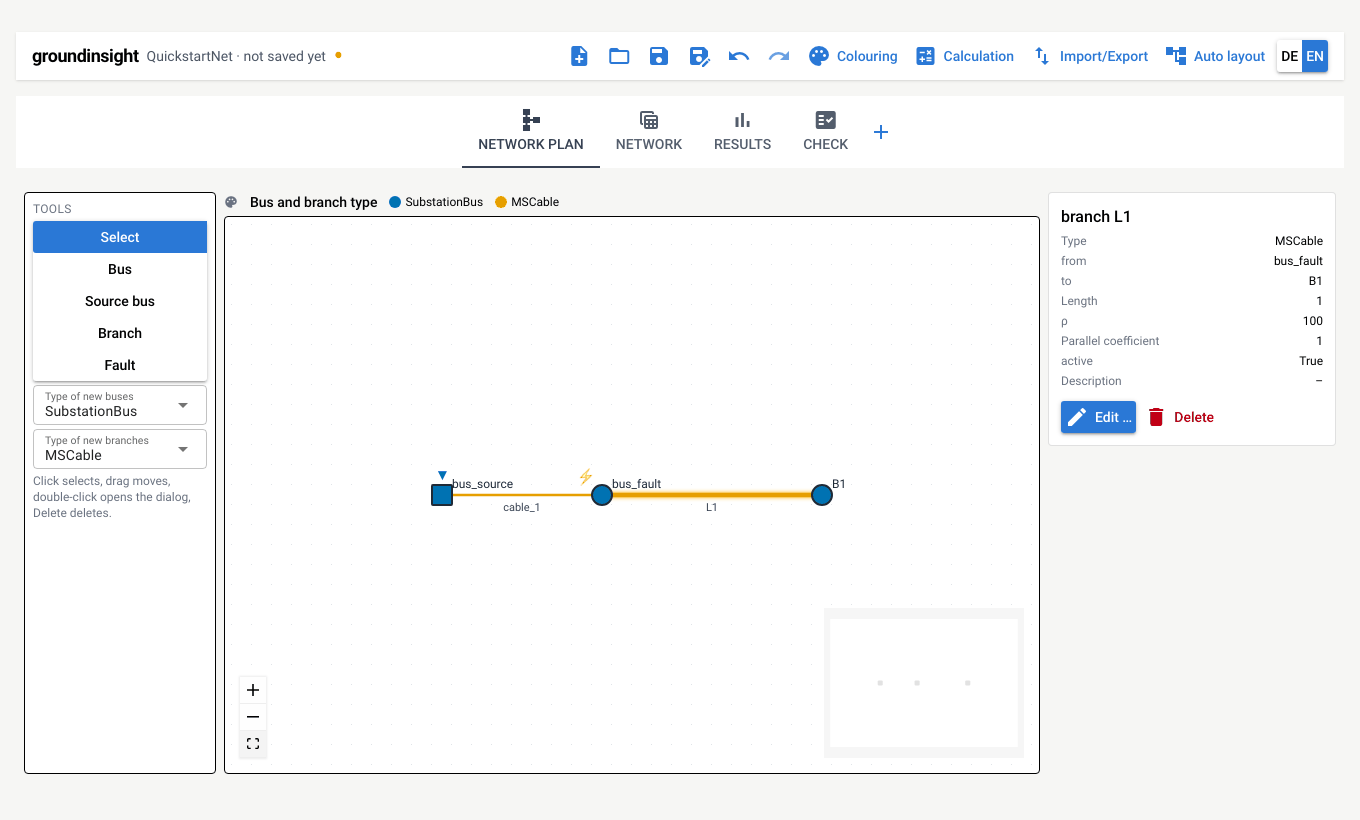 groundinsight QuickstartNet · not saved yet
Colouring Calculation Import/Export Auto layout DE EN
NETWORK PLAN NETWORK RESULTS CHECK
TOOLS
Select
Bus
Source bus
Branch
Fault
Type of new buses
SubstationBus
Type of new branches
MSCable
Click selects, drag moves,
double-click opens the dialog,
Delete deletes.
Bus and branch type SubstationBus MSCable
bus_source bus_fault B1
cable_1 L1
branch L1
Type MSCable
from bus_fault
to B1
Length 1
ρ 100
Parallel coefficient 1
active True
Description –
Edit ... Delete